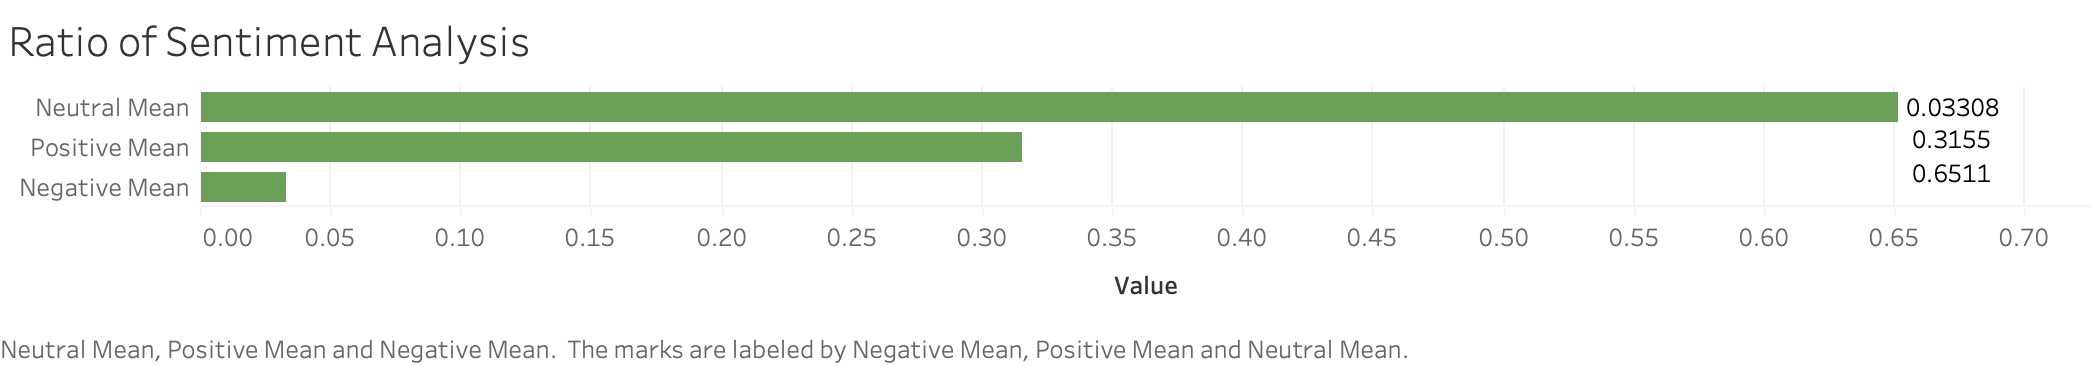 Ratio of Sentiment Analysis
Neutral Mean 0.03308
Positive Mean 0.3155
Negative Mean 0.6511
0.00 0.05 0.10 0.15 0.20 0.25 0.30 0.35 0.40 0.45 0.50 0.55 0.60 0.65 0.70
Value
Neutral Mean, Positive Mean and Negative Mean.  The marks are labeled by Negative Mean, Positive Mean and Neutral Mean.